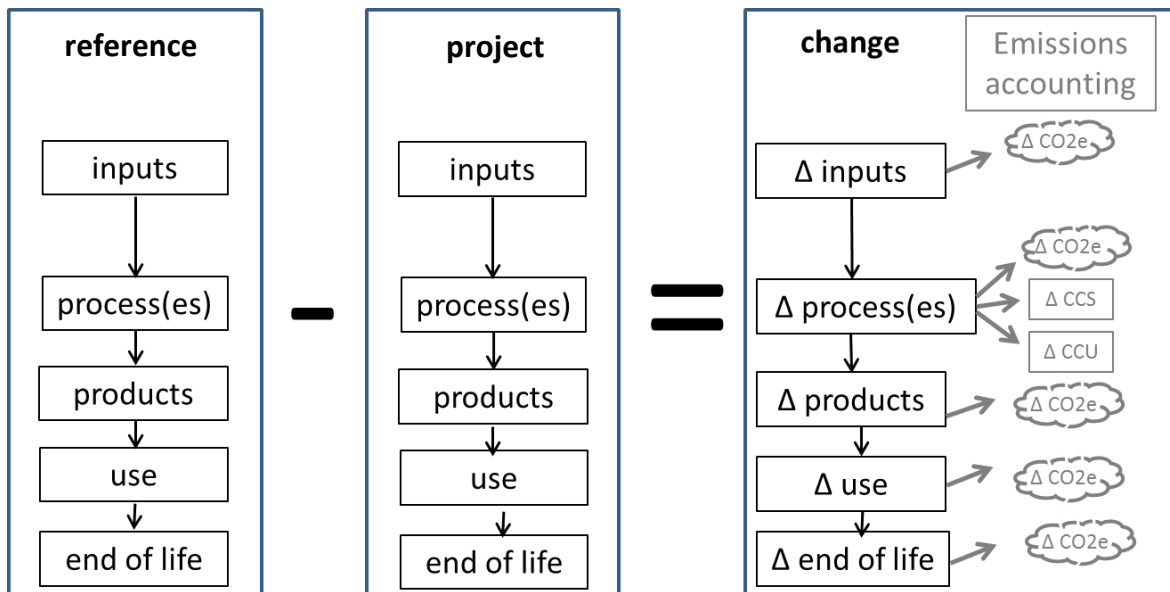 reference
inputs
process(es)
products
use
end of life
-
project
inputs
process(es)
products
use
end of life
=
change
Emissions
accounting
Δ inputs
Δ CO2e
Δ process(es)
Δ CO2e
Δ CCS
Δ CCU
Δ products
Δ CO2e
Δ use
Δ CO2e
Δ end of life
Δ CO2e